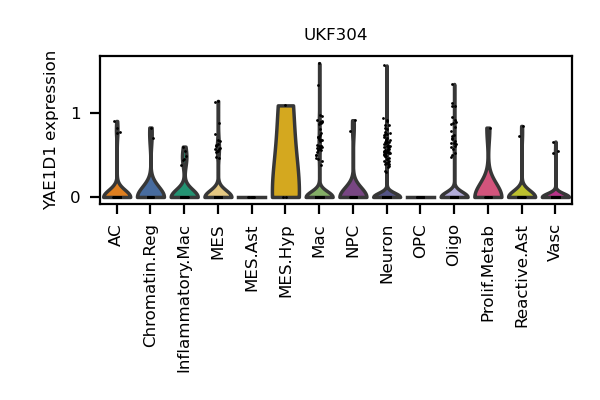 UKF304
YAE1D1 expression
1
0
AC
Chromatin.Reg
Inflammatory.Mac
MES
MES.Ast
MES.Hyp
Mac
NPC
Neuron
OPC
Oligo
Prolif.Metab
Reactive.Ast
Vasc